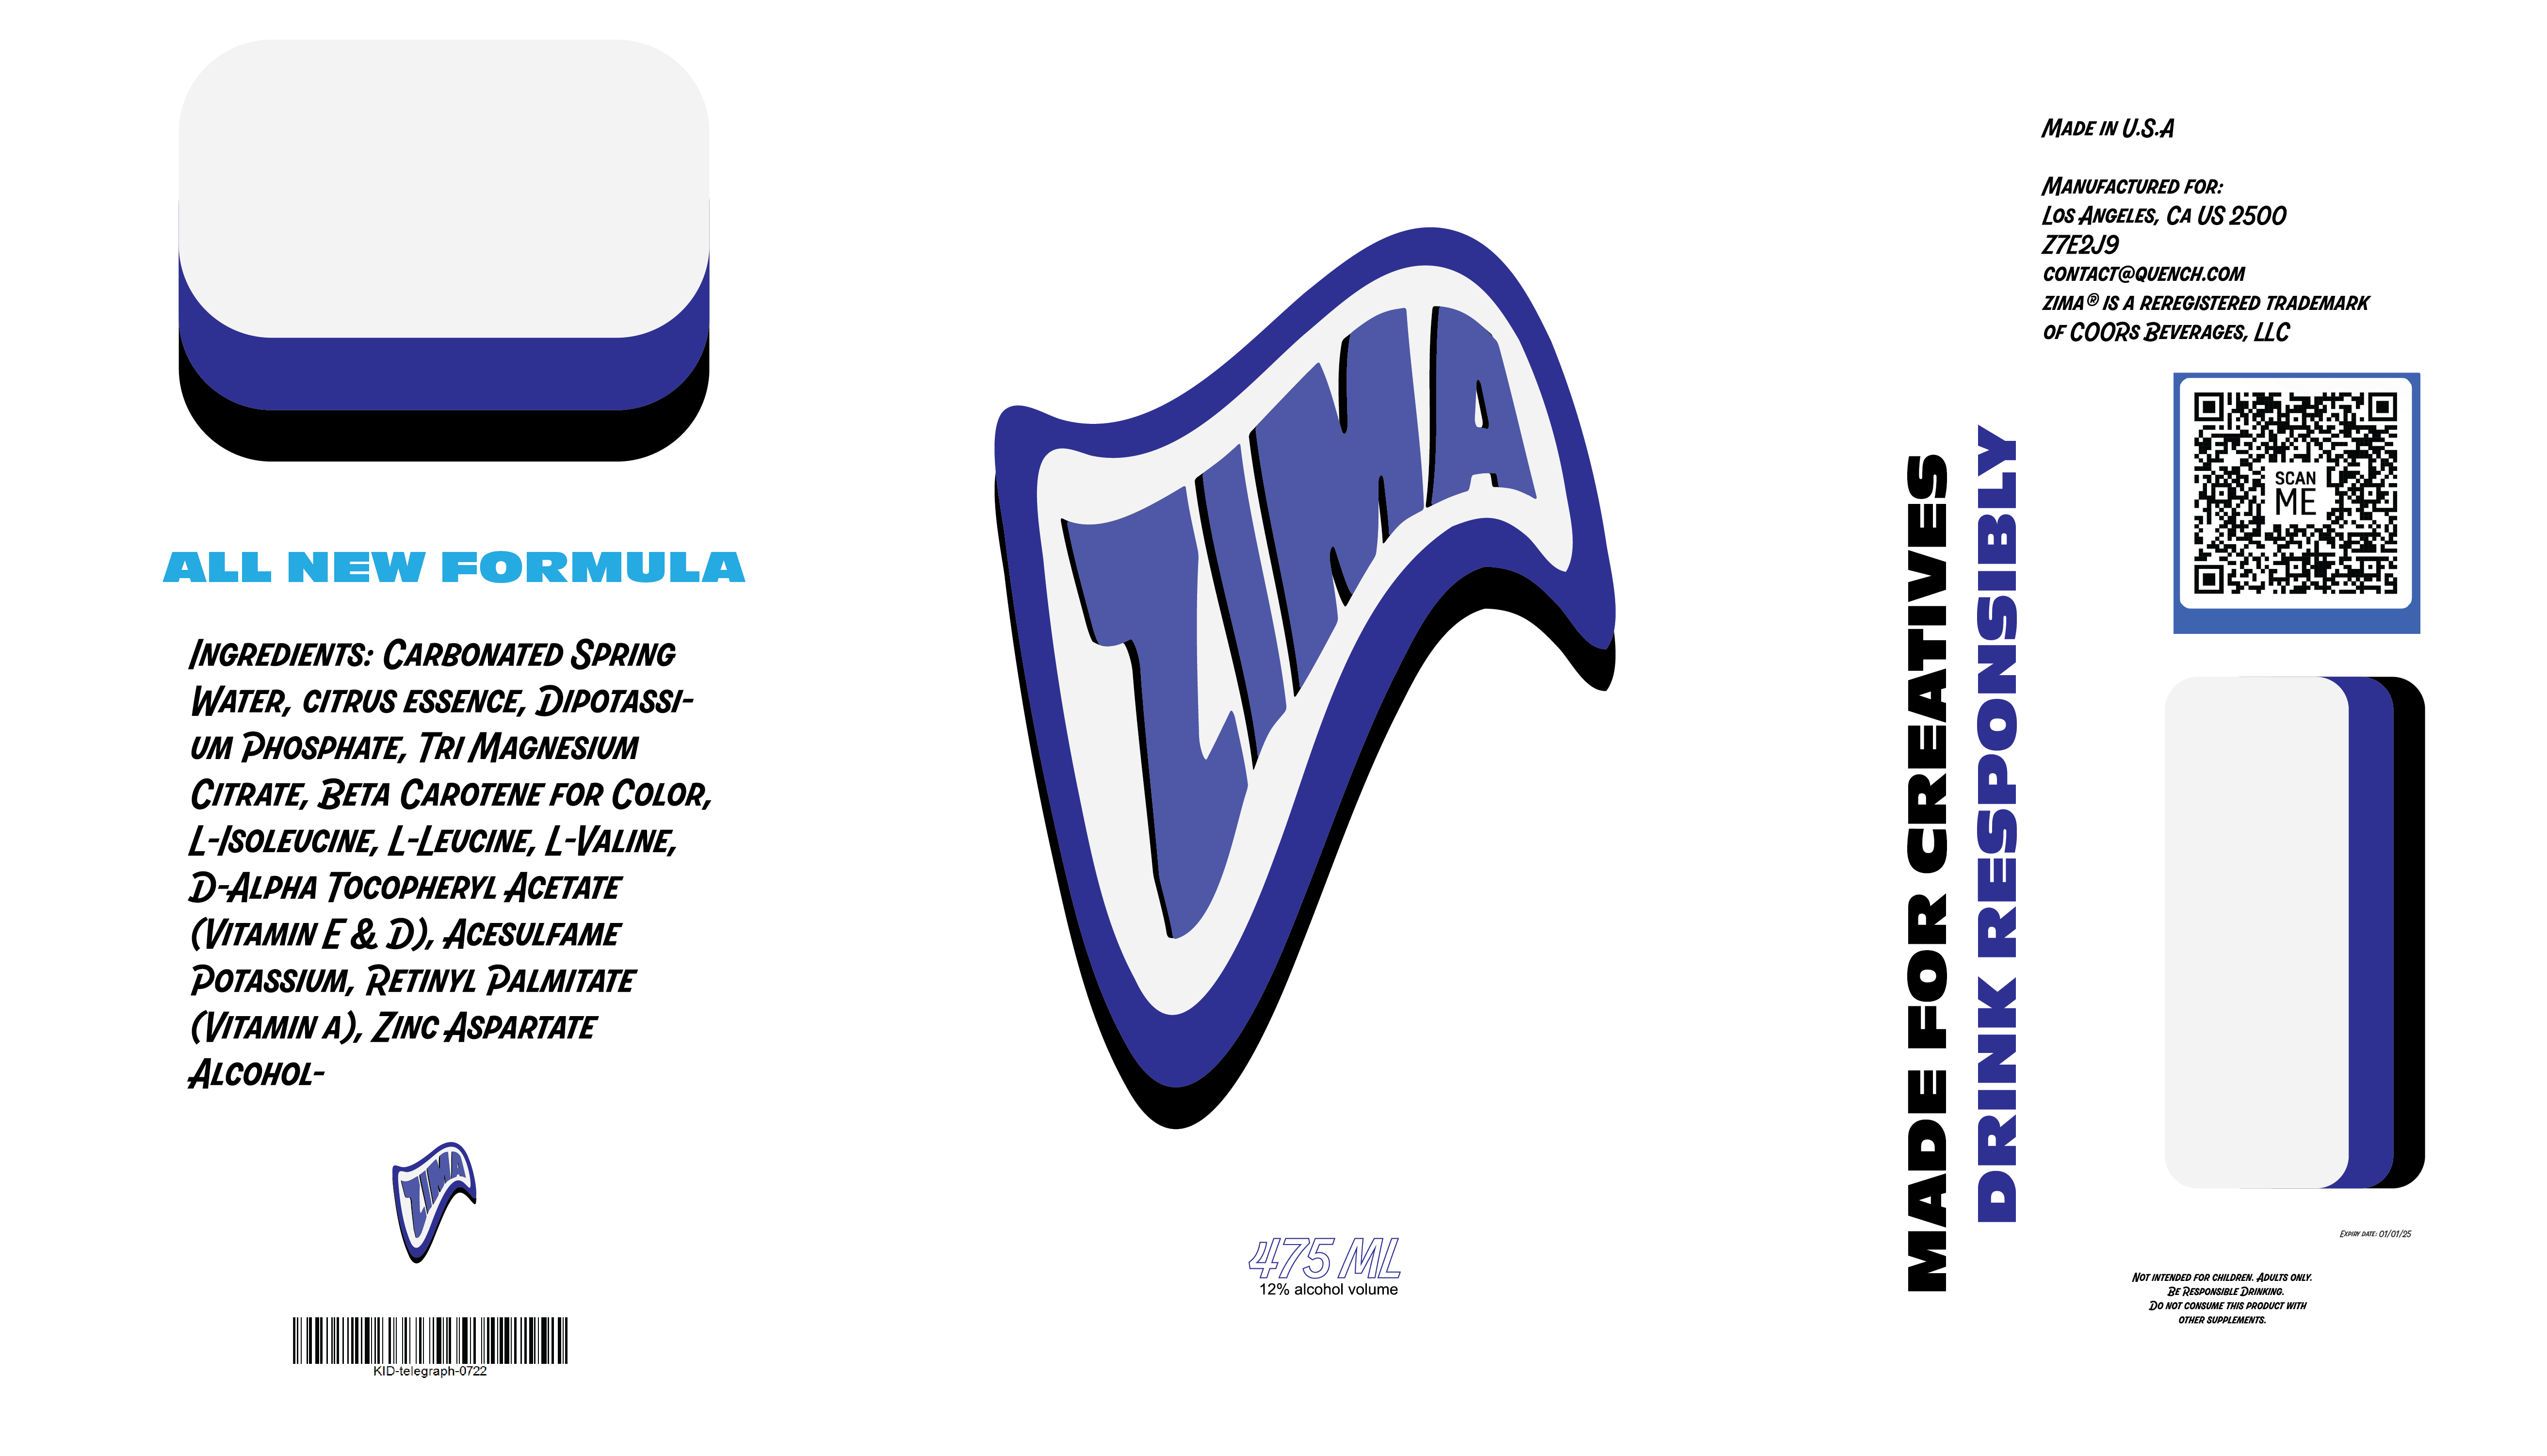 ALL NEW FORMULA
Ingredients: Carbonated Spring
Water, citrus essence, Dipotassi-
um Phosphate, Tri Magnesium
Citrate, Beta Carotene for Color,
L-Isoleucine, L-Leucine, L-Valine,
D-Alpha Tocopheryl Acetate
(Vitamin E & D), Acesulfame
Potassium, Retinyl Palmitate
(Vitamin a), Zinc Aspartate
Alcohol-
ZIMA
KID-telegraph-0722
ZIMA
475 ML
12% alcohol volume
MADE FOR CREATIVES
DRINK RESPONSIBLY
Made in U.S.A
Manufactured for:
Los Angeles, Ca US 2500
Z7E2J9
contact@quench.com
zima® is a reregistered trademark
of COORs Beverages, LLC
SCAN
ME
Expiry date: 01/01/25
Not intended for children. Adults only.
Be Responsible Drinking.
Do not consume this product with
other supplements.